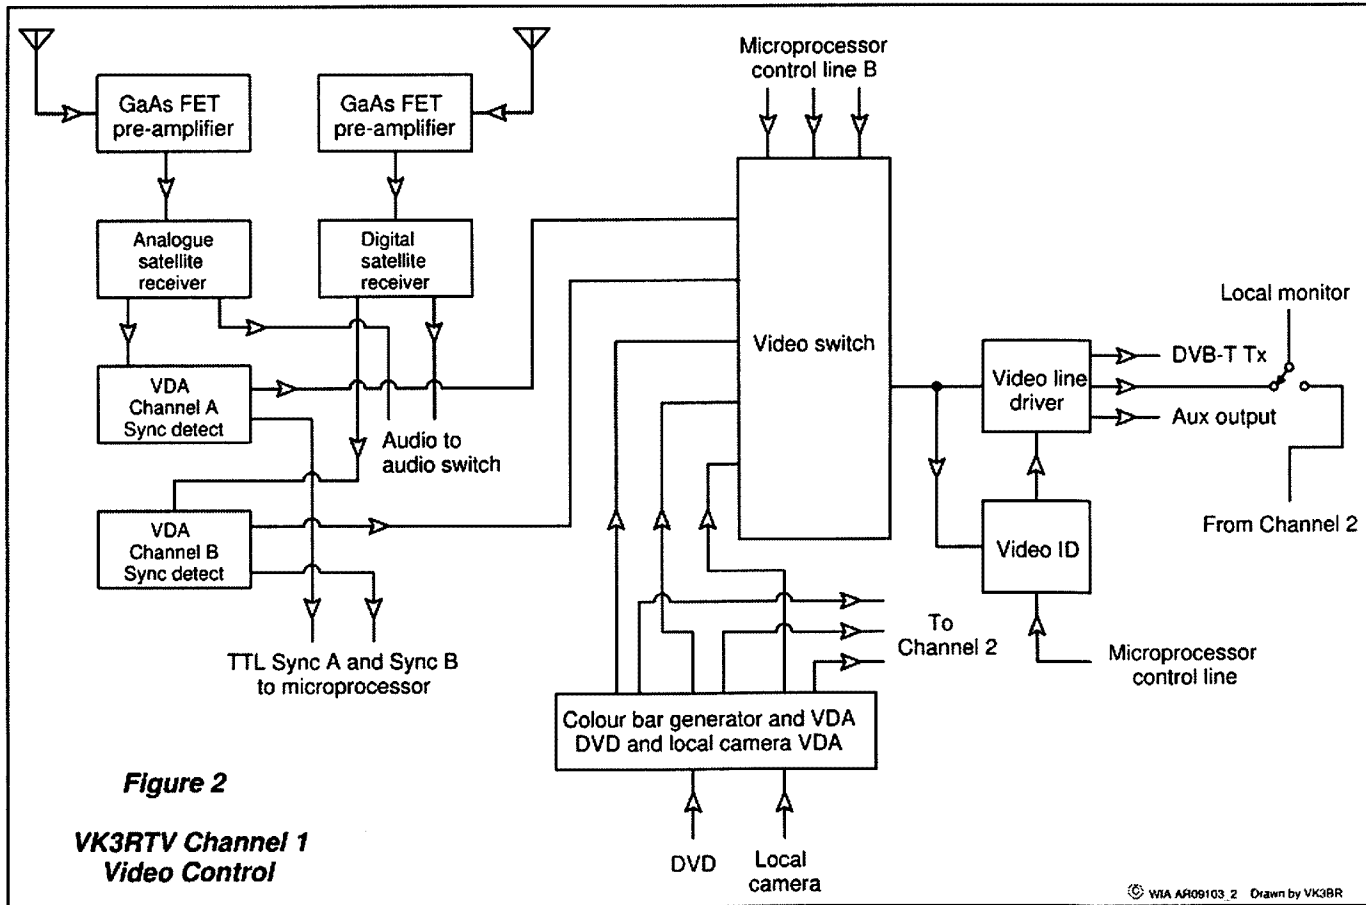 GaAs FET
pre-amplifier
GaAs FET
pre-amplifier
Microprocessor
control line B
Analogue
satellite
receiver
Digital
satellite
receiver
Local monitor
Video switch
Video line
driver
DVB-T Tx
Aux output
VDA
Channel A
Sync detect
Audio to
audio switch
From Channel 2
VDA
Channel B
Sync detect
Video ID
To
Channel 2
TTL Sync A and Sync B
to microprocessor
Microprocessor
control line
Colour bar generator and VDA
DVD and local camera VDA
Figure 2
VK3RTV Channel 1
Video Control
DVD
Local
camera
© WIA AR09103_2 Drawn by VK3BR